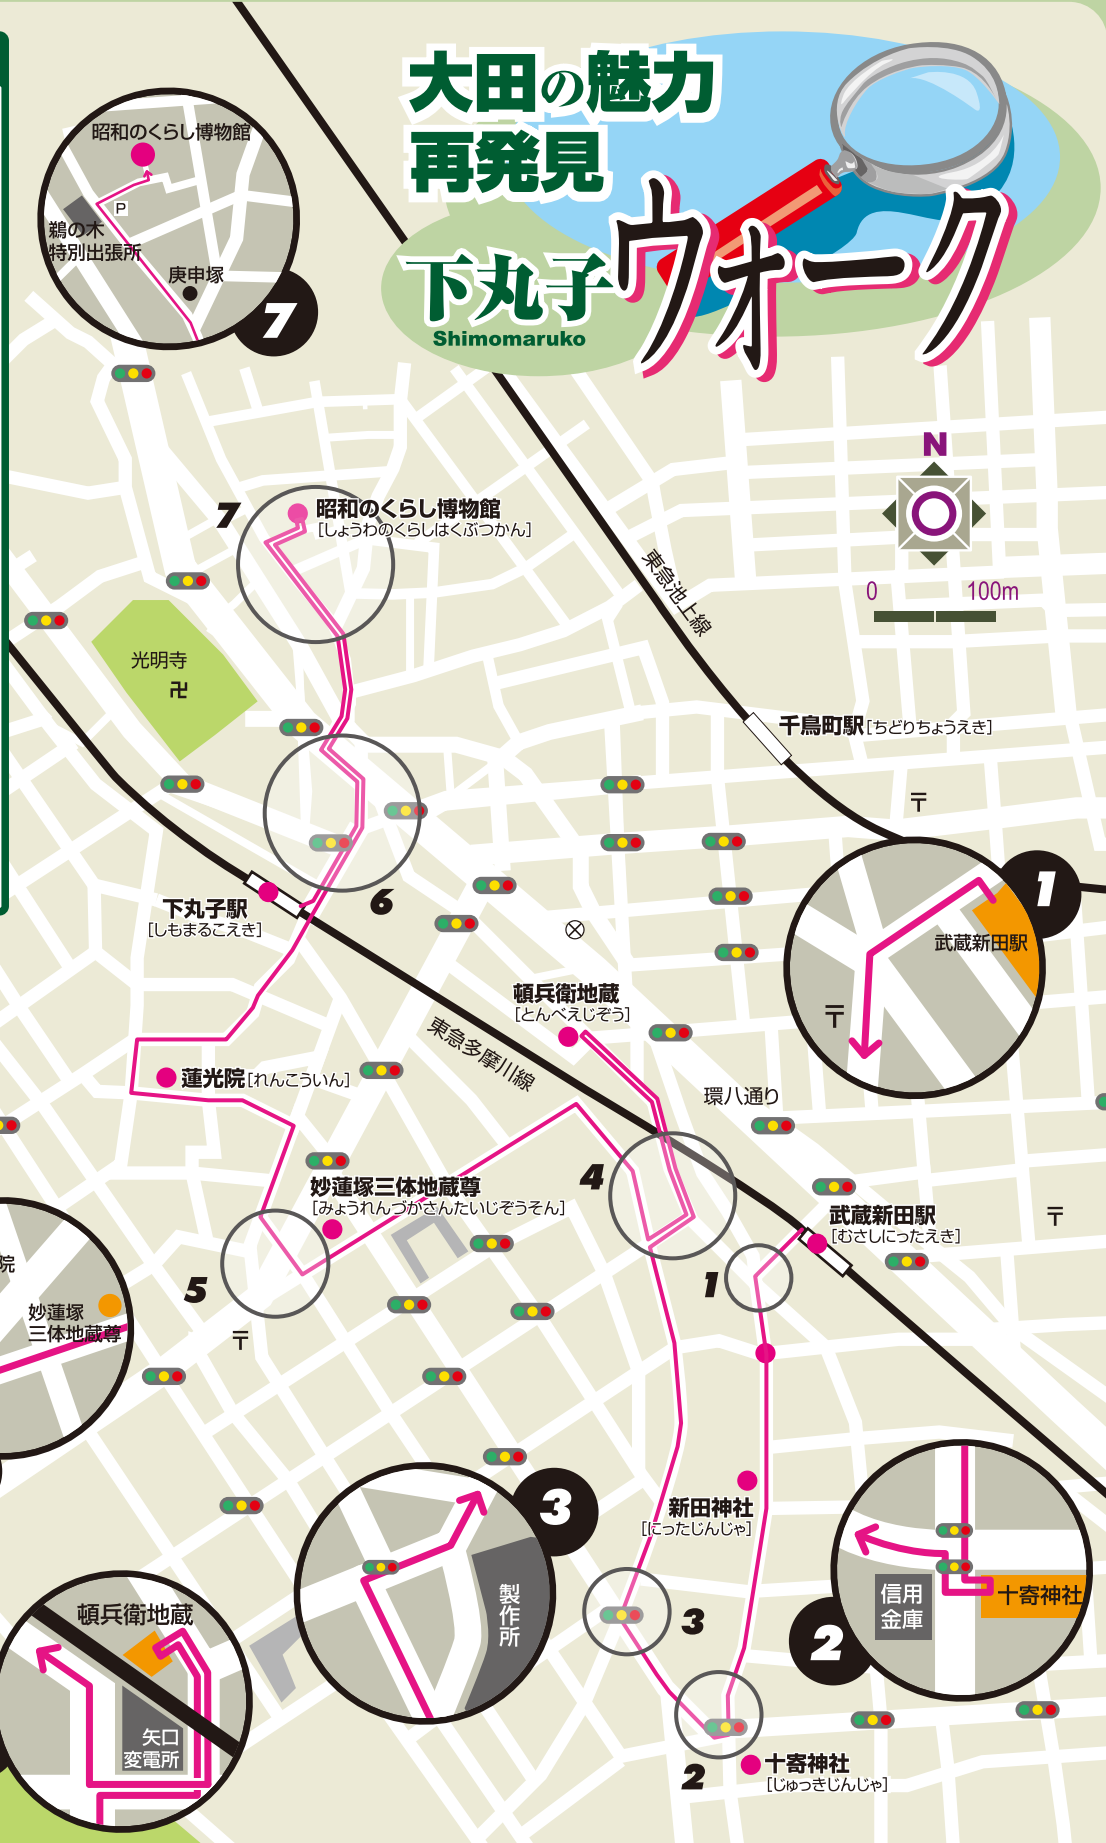 大田の魅力
再発見
下丸子ウォーク
Shimomaruko
昭和のくらし博物館
P
鵜の木
特別出張所
庚申塚
7
N
0 100m
7
昭和のくらし博物館
[しょうわのくらしはくぶつかん]
東急池上線
光明寺
卍
千鳥町駅[ちどりちょうえき]
〒
1
武蔵新田駅
〒
6
下丸子駅
[しもまるこえき]
頓兵衛地蔵
[とんべえじぞう]
東急多摩川線
蓮光院[れんこういん]
環八通り
4
妙蓮塚三体地蔵尊
[みょうれんづかさんたいじぞうそん]
武蔵新田駅
[むさしにったえき]
〒
院
妙蓮塚
三体地蔵尊
5
〒
1
新田神社
[にったじんじゃ]
3
製作所
信用
金庫
十寄神社
2
頓兵衛地蔵
矢口
変電所
3
2
十寄神社
[じゅっきじんじゃ]